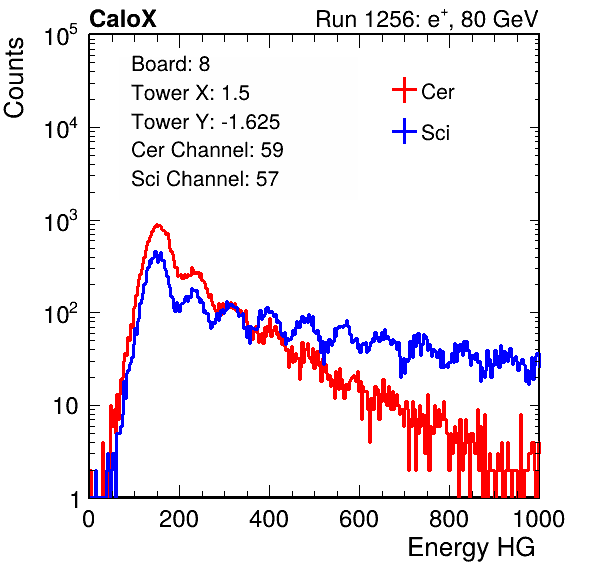 CaloX Run 1256: e⁺, 80 GeV
Counts
10⁵
10⁴
10³
10²
10
1
Board: 8
Tower X: 1.5
Tower Y: -1.625
Cer Channel: 59
Sci Channel: 57
Cer
Sci
0 200 400 600 800 1000
Energy HG